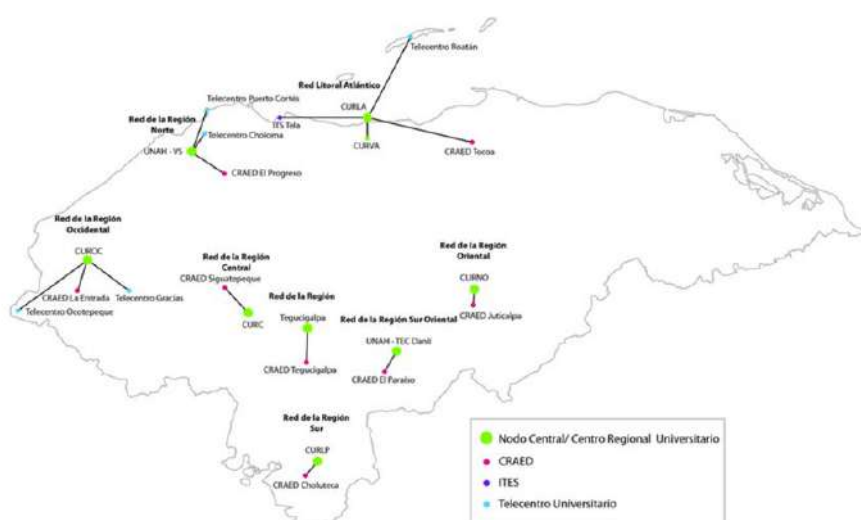 Telecentro Roatán
Red Litoral Atlántico
CURLA
Telecentro Puerto Cortés
ITES Tela
Red de la Región
Norte
Telecentro Choloma
CURVA
UNAH - VS
CRAED Tocoa
CRAED El Progreso
Red de la Región
Occidental
CUROC
Red de la Región
Central
CRAED Siguatepeque
Red de la Región
Oriental
CURNO
CRAED La Entrada
Telecentro Gracias
Telecentro Ocotepeque
Red de la Región
Tegucigalpa
CURC
Red de la Región Sur Oriental
UNAH - TEC Danlí
CRAED Juticalpa
CRAED Tegucigalpa
CRAED El Paraíso
Red de la Región
Sur
CURLP
CRAED Choluteca
Nodo Central/ Centro Regional Universitario
CRAED
ITES
Telecentro Universitario